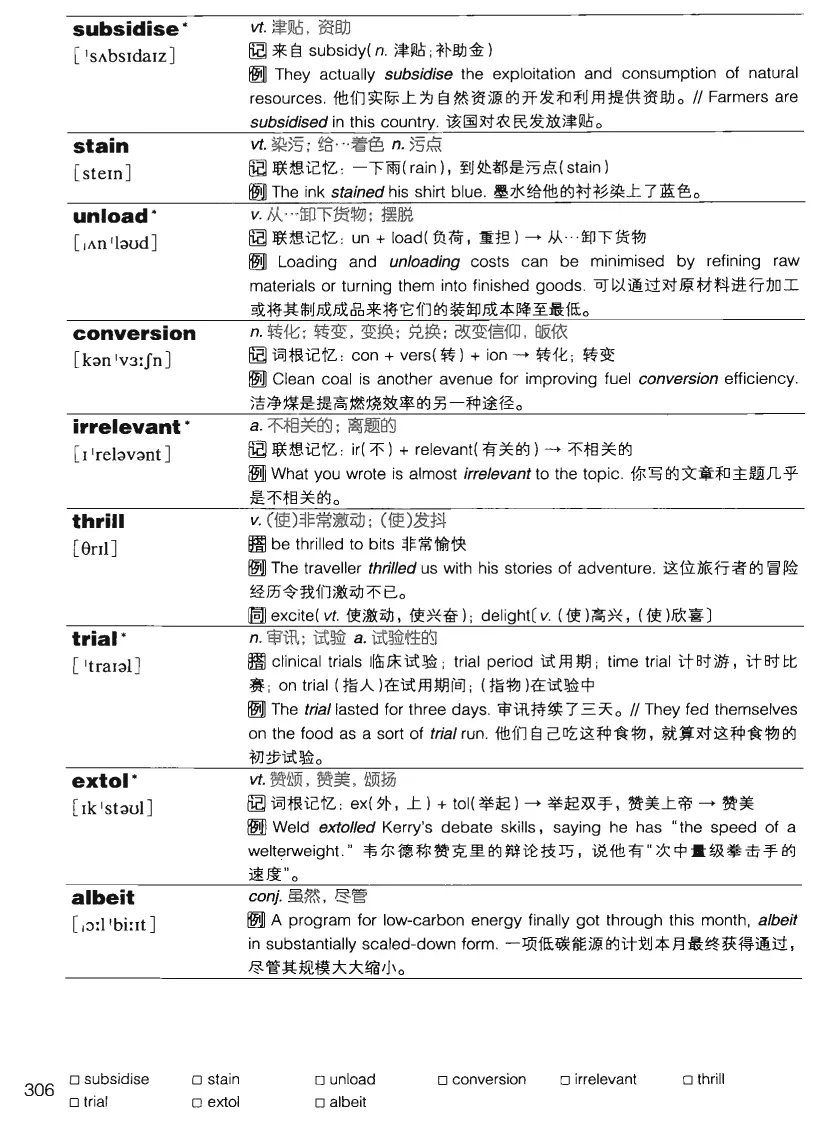 subsidise* vt. 津贴, 资助
[ˈsʌbsɪdaɪz] 记 来自 subsidy(n. 津贴;补助金)
例 They actually subsidise the exploitation and consumption of natural
resources. 他们实际上为自然资源的开发和利用提供资助。// Farmers are
subsidised in this country. 该国对农民发放津贴。
stain vt. 染污; 给…着色 n. 污点
[steɪn] 记 联想记忆: 一下雨(rain), 到处都是污点(stain)
例 The ink stained his shirt blue. 墨水给他的衬衫染上了蓝色。
unload* v. 从…卸下货物; 摆脱
[ˌʌnˈləʊd] 记 联想记忆: un + load(负荷, 重担) → 从…卸下货物
例 Loading and unloading costs can be minimised by refining raw
materials or turning them into finished goods. 可以通过对原材料进行加工
或将其制成成品来将它们的装卸成本降至最低。
conversion n. 转化; 转变, 变换; 兑换; 改变信仰, 皈依
[kənˈvɜːʃn] 记 词根记忆: con + vers(转) + ion → 转化; 转变
例 Clean coal is another avenue for improving fuel conversion efficiency.
洁净煤是提高燃烧效率的另一种途径。
irrelevant* a. 不相关的; 离题的
[ɪˈreləvənt] 记 联想记忆: ir(不) + relevant(有关的) → 不相关的
例 What you wrote is almost irrelevant to the topic. 你写的文章和主题几乎
是不相关的。
thrill v. (使)非常激动; (使)发抖
[θrɪl] 搭 be thrilled to bits 非常愉快
例 The traveller thrilled us with his stories of adventure. 这位旅行者的冒险
经历令我们激动不已。
同 excite(vt. 使激动, 使兴奋); delight[v. (使)高兴, (使)欣喜]
trial* n. 审讯; 试验 a. 试验性的
[ˈtraɪəl] 搭 clinical trials 临床试验; trial period 试用期; time trial 计时游, 计时比
赛; on trial (指人)在试用期间; (指物)在试验中
例 The trial lasted for three days. 审讯持续了三天。// They fed themselves
on the food as a sort of trial run. 他们自己吃这种食物, 就算对这种食物的
初步试验。
extol* vt. 赞颂, 赞美, 颂扬
[ɪkˈstəʊl] 记 词根记忆: ex(外, 上) + tol(举起) → 举起双手, 赞美上帝 → 赞美
例 Weld extolled Kerry's debate skills, saying he has "the speed of a
welterweight." 韦尔德称赞克里的辩论技巧, 说他有"次中量级拳击手的
速度"。
albeit conj. 虽然, 尽管
[ˌɔːlˈbiːɪt] 例 A program for low-carbon energy finally got through this month, albeit
in substantially scaled-down form. 一项低碳能源的计划本月最终获得通过,
尽管其规模大大缩小。
306 □ subsidise □ stain □ unload □ conversion □ irrelevant □ thrill
□ trial □ extol □ albeit